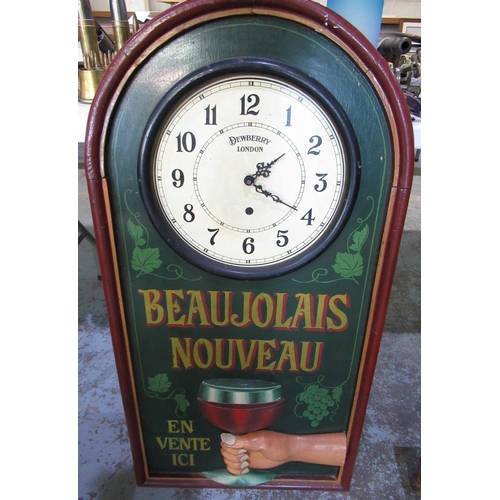 12
1
2
3
4
5
6
7
8
9
10
11
DEWBERRY
LONDON
BEAUJOLAIS
NOUVEAU
EN
VENTE
ICI